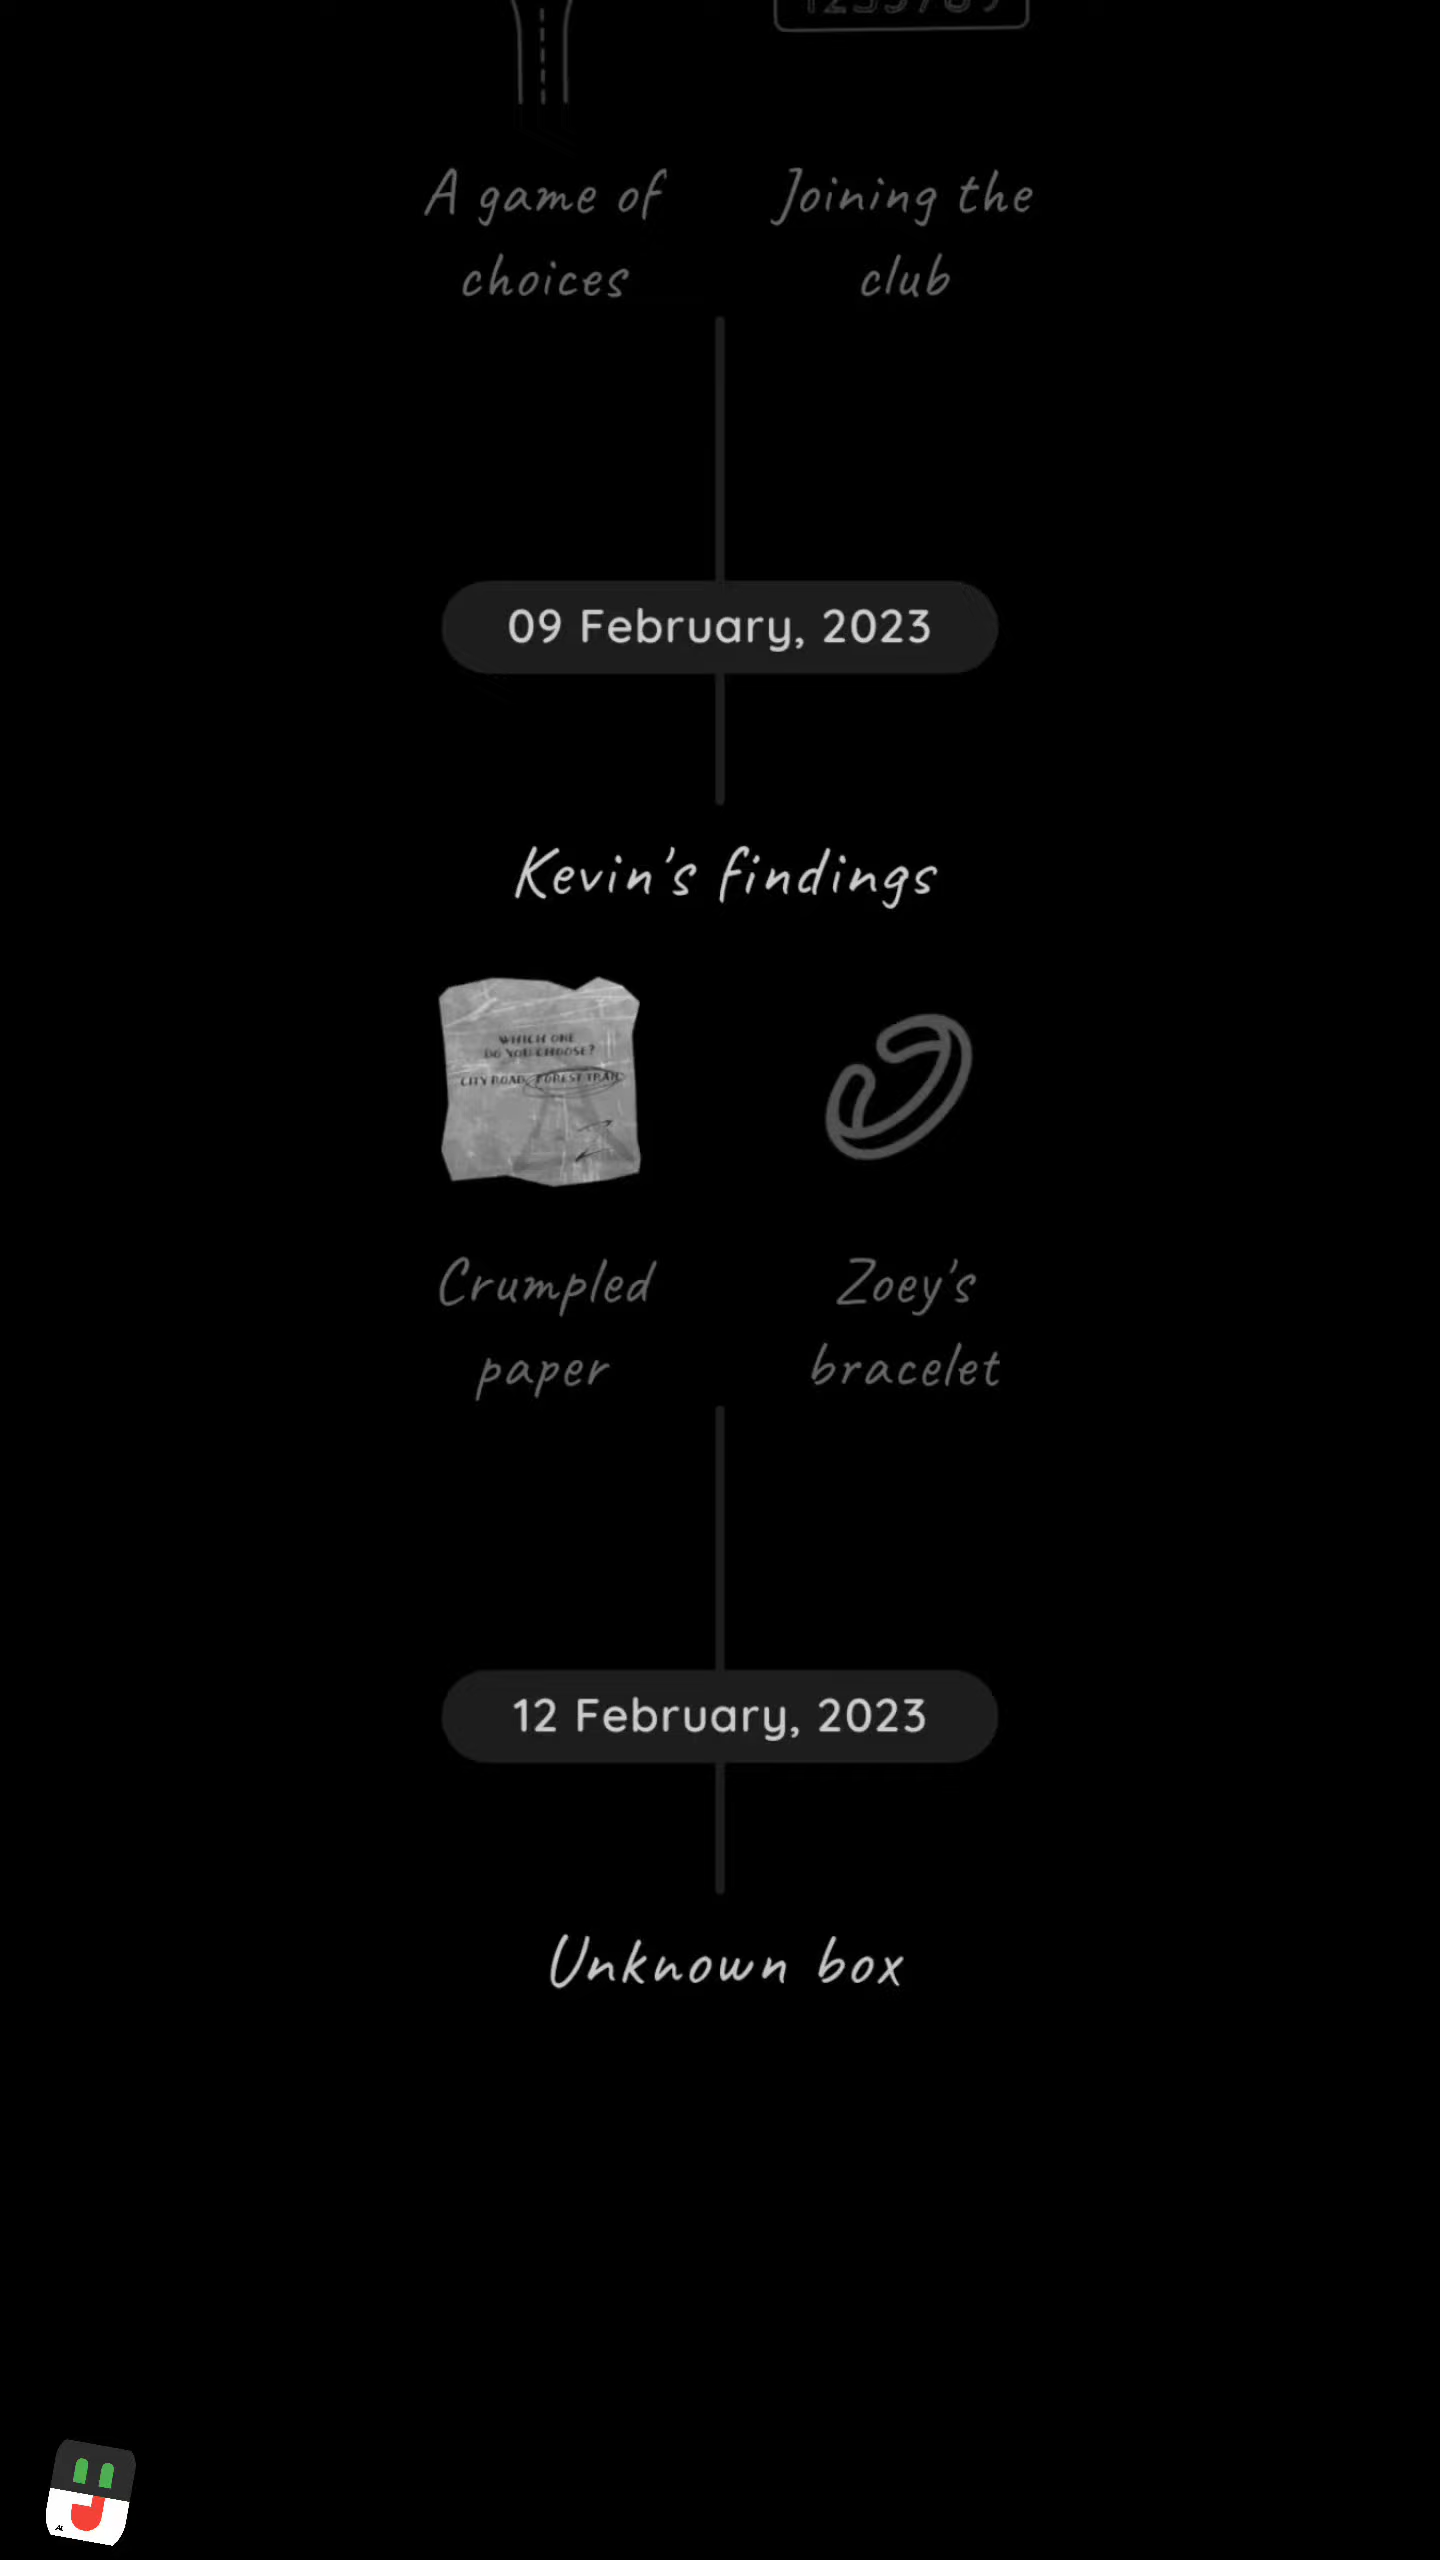 A game of
choices
Joining the
club
09 February, 2023
Kevin's findings
WHICH ONE
DO YOU CHOOSE?
CITY ROAD FOREST TRAIL
Crumpled
paper
Zoey's
bracelet
12 February, 2023
Unknown box